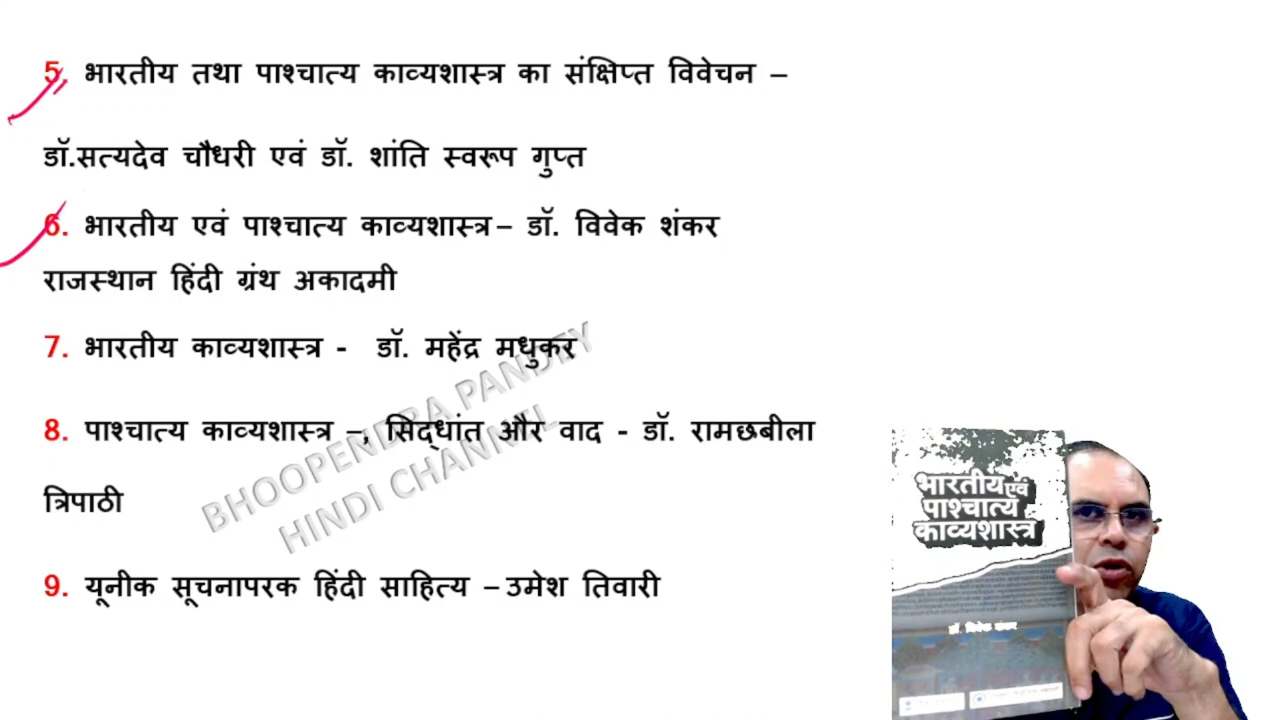 5. भारतीय तथा पाश्चात्य काव्यशास्त्र का संक्षिप्त विवेचन –
डॉ.सत्यदेव चौधरी एवं डॉ. शांति स्वरूप गुप्त
6. भारतीय एवं पाश्चात्य काव्यशास्त्र– डॉ. विवेक शंकर
राजस्थान हिंदी ग्रंथ अकादमी
7. भारतीय काव्यशास्त्र - डॉ. महेंद्र मधुकर
8. पाश्चात्य काव्यशास्त्र –, सिद्धांत और वाद - डॉ. रामछबीला
त्रिपाठी
9. यूनीक सूचनापरक हिंदी साहित्य – उमेश तिवारी
BHOOPENDRA PANDEY
HINDI CHANNEL
भारतीय एवं
पाश्चात्य
काव्यशास्त्र
डॉ. विवेक शंकर